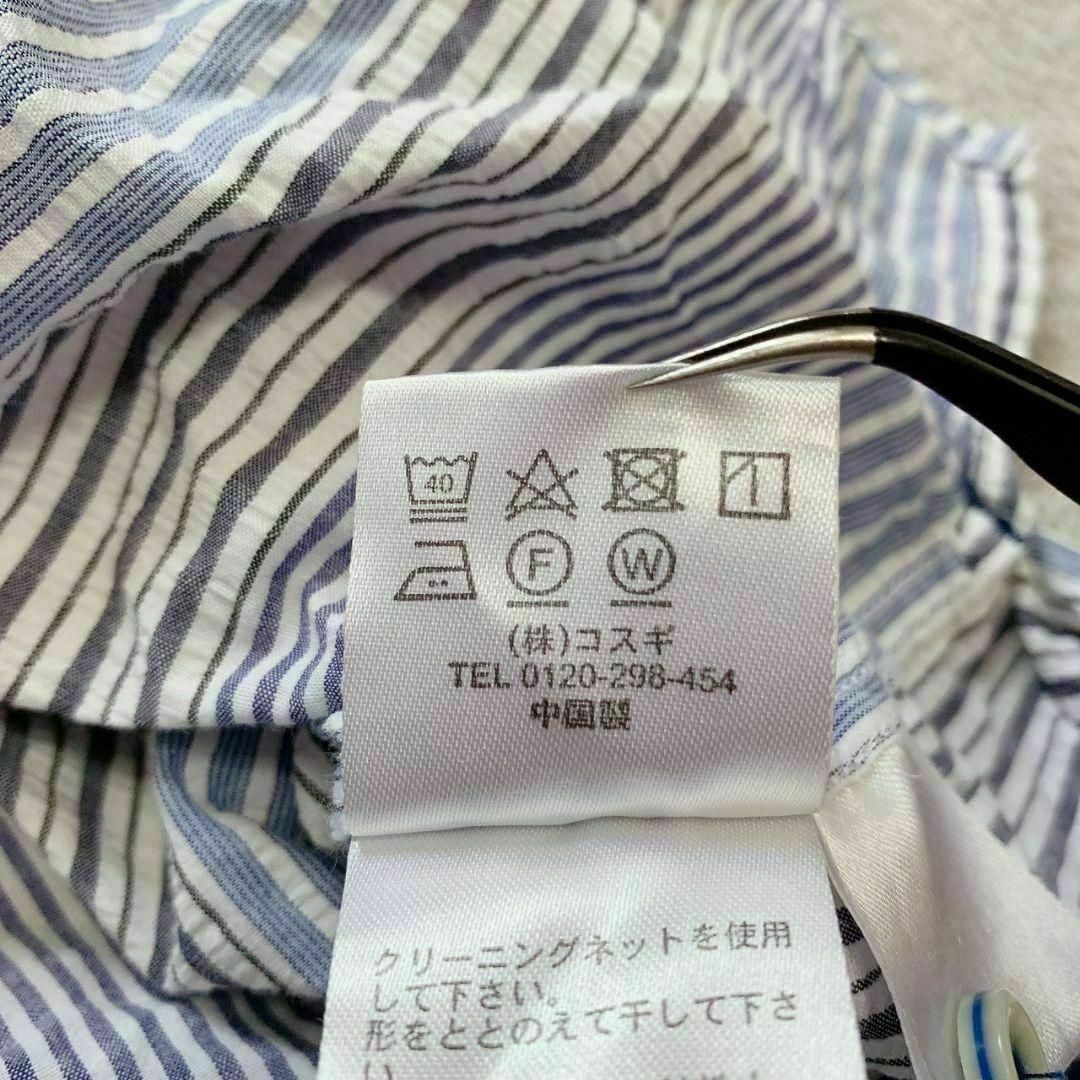 40
F W
(株)コスギ
TEL 0120-298-454
中国製
クリーニングネットを使用
して下さい。
形をととのえて干して下さ
い